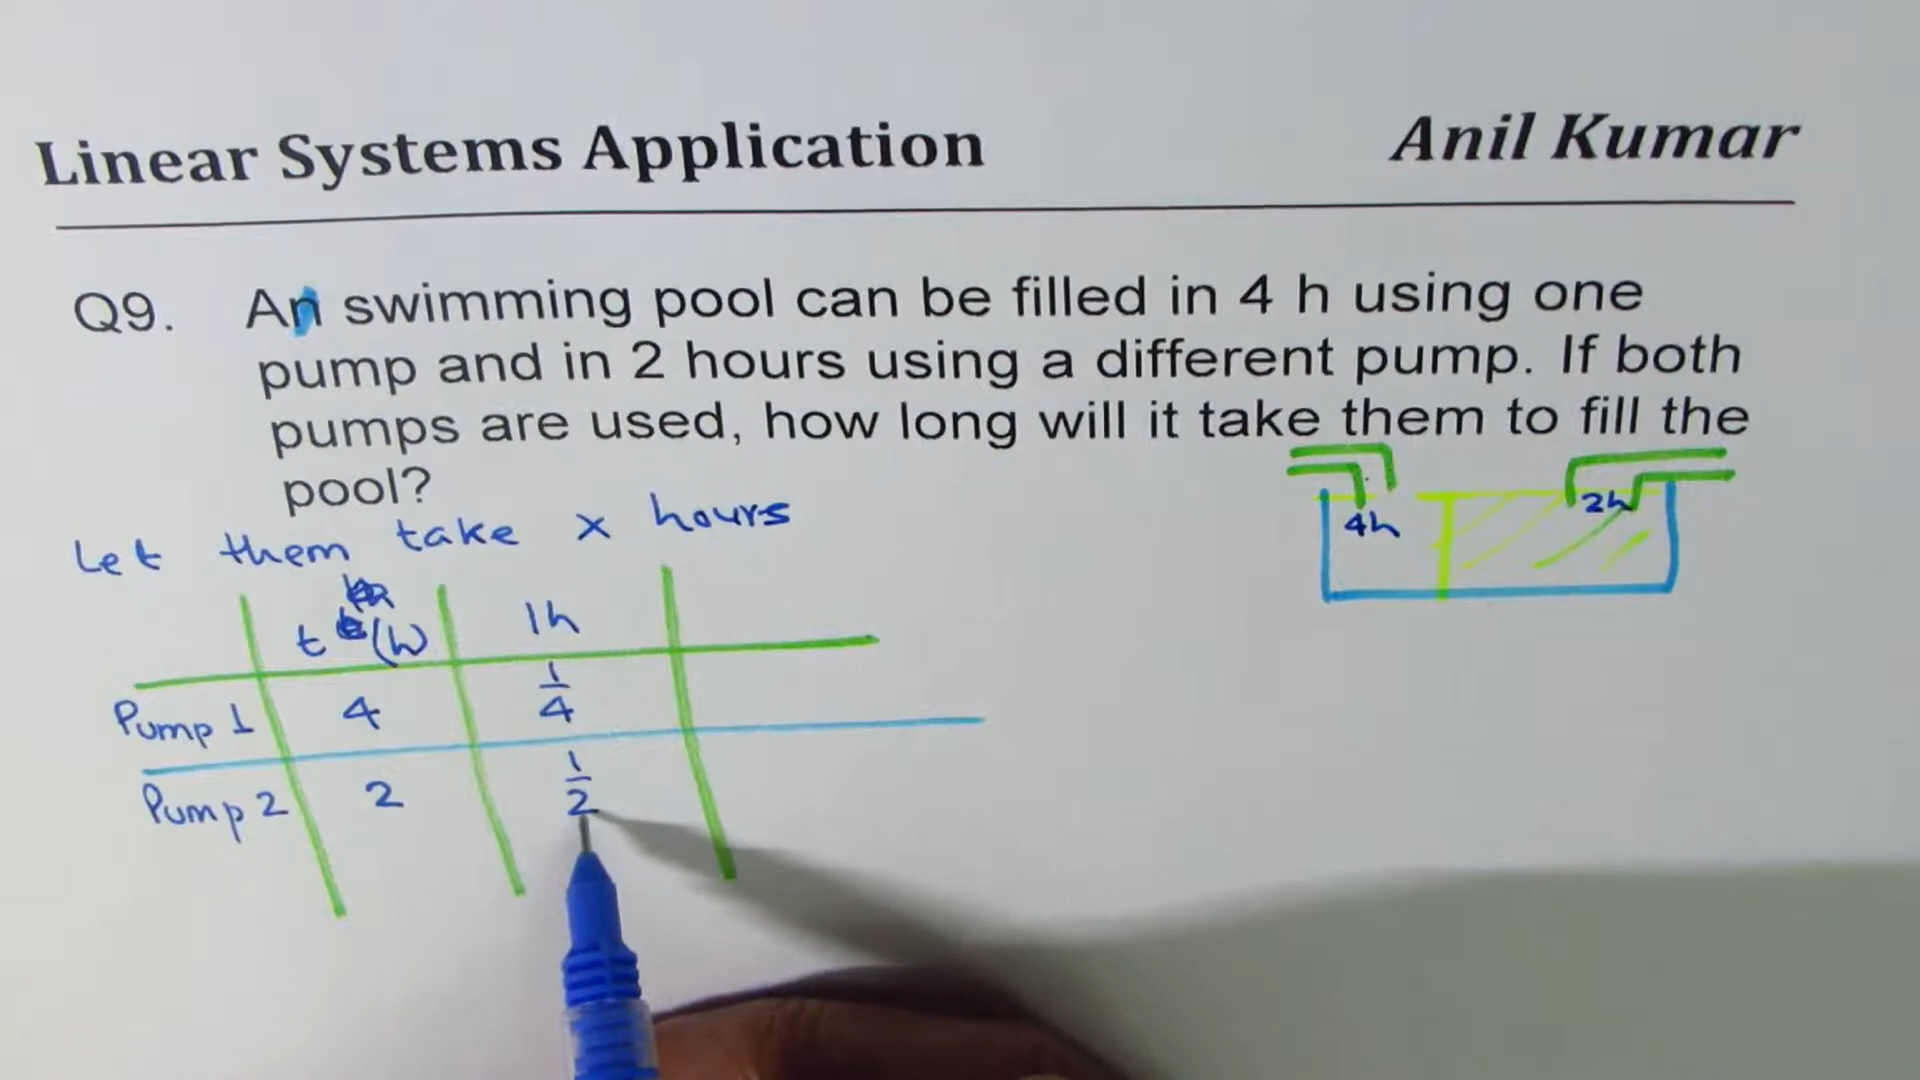 Linear Systems Application
Anil Kumar
Q9. An swimming pool can be filled in 4 h using one
pump and in 2 hours using a different pump. If both
pumps are used, how long will it take them to fill the
pool?
Let them take x hours
4h
2h
t (h)
1h
Pump 1 4 1/4
Pump 2 2 1/2